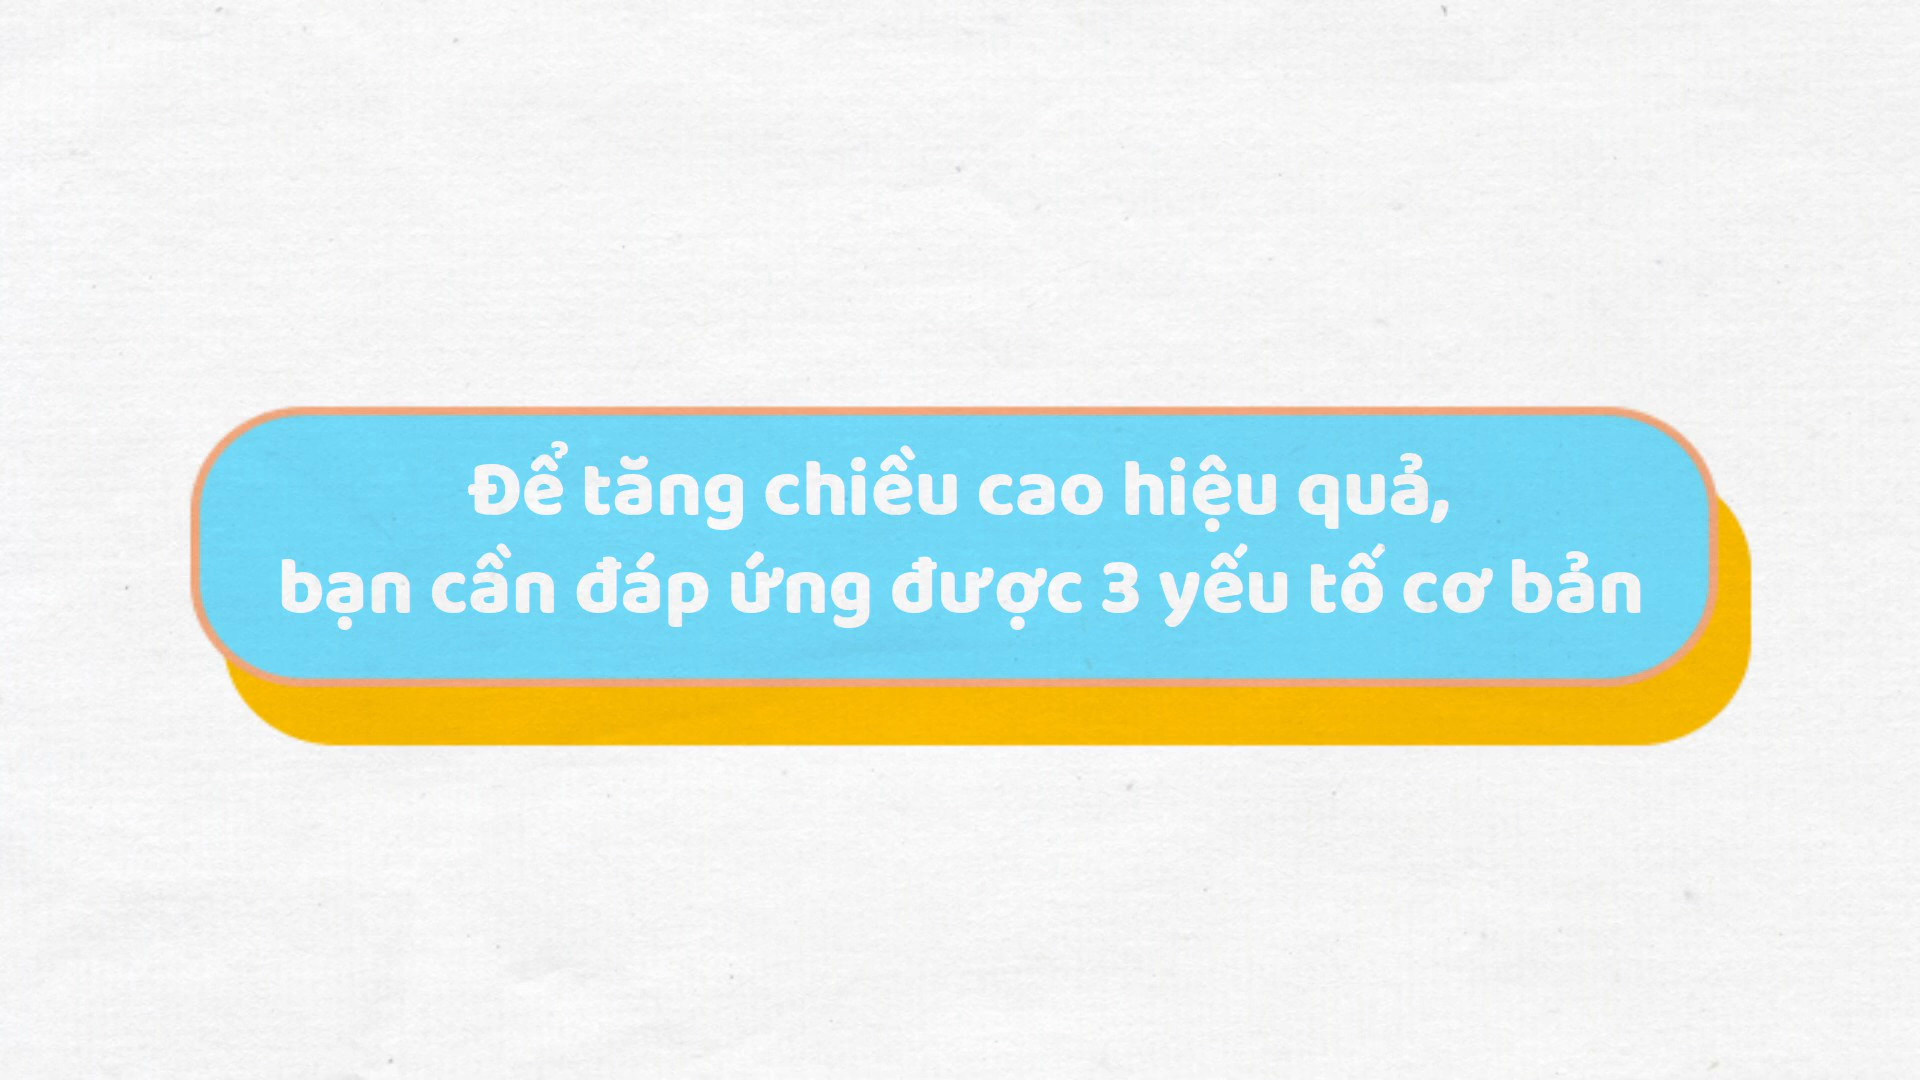 Để tăng chiều cao hiệu quả,
bạn cần đáp ứng được 3 yếu tố cơ bản